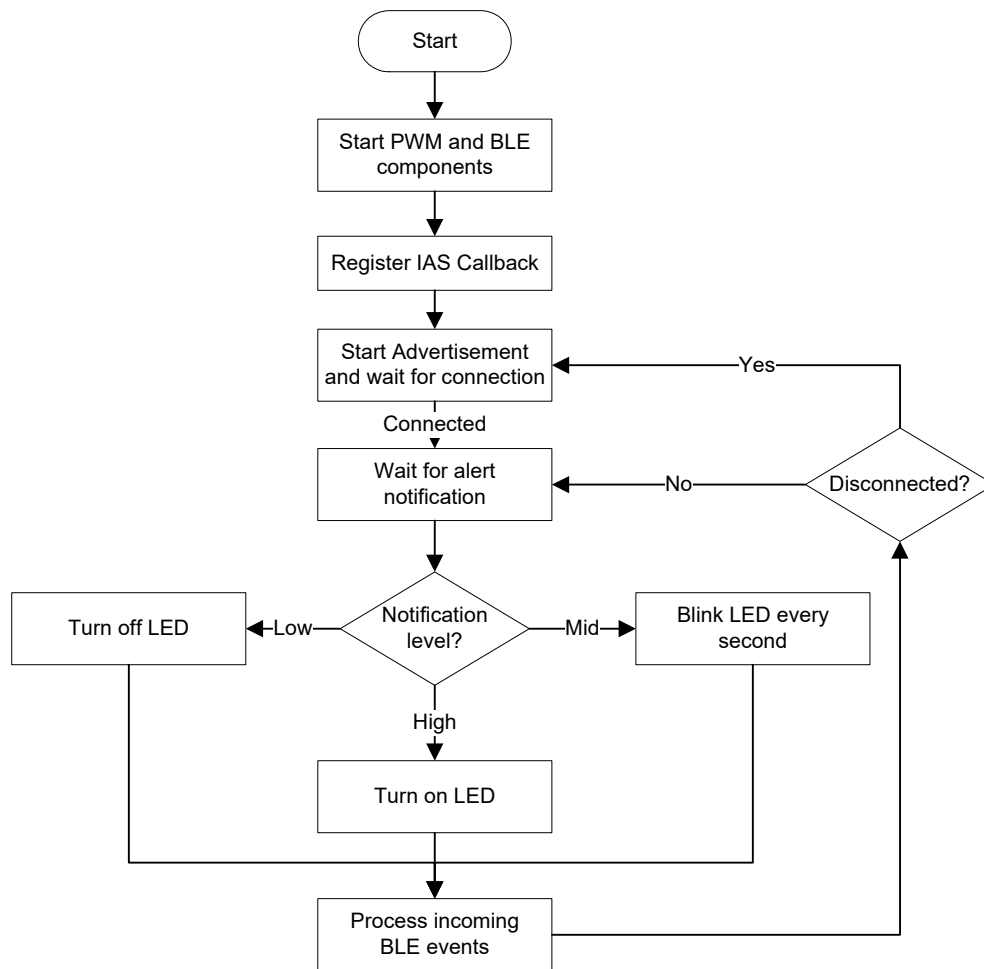 Start
Start PWM and BLE
components
Register IAS Callback
Start Advertisement
and wait for connection
Yes
Connected
Wait for alert
notification
No
Disconnected?
Turn off LED
Low
Notification
level?
Mid
Blink LED every
second
High
Turn on LED
Process incoming
BLE events